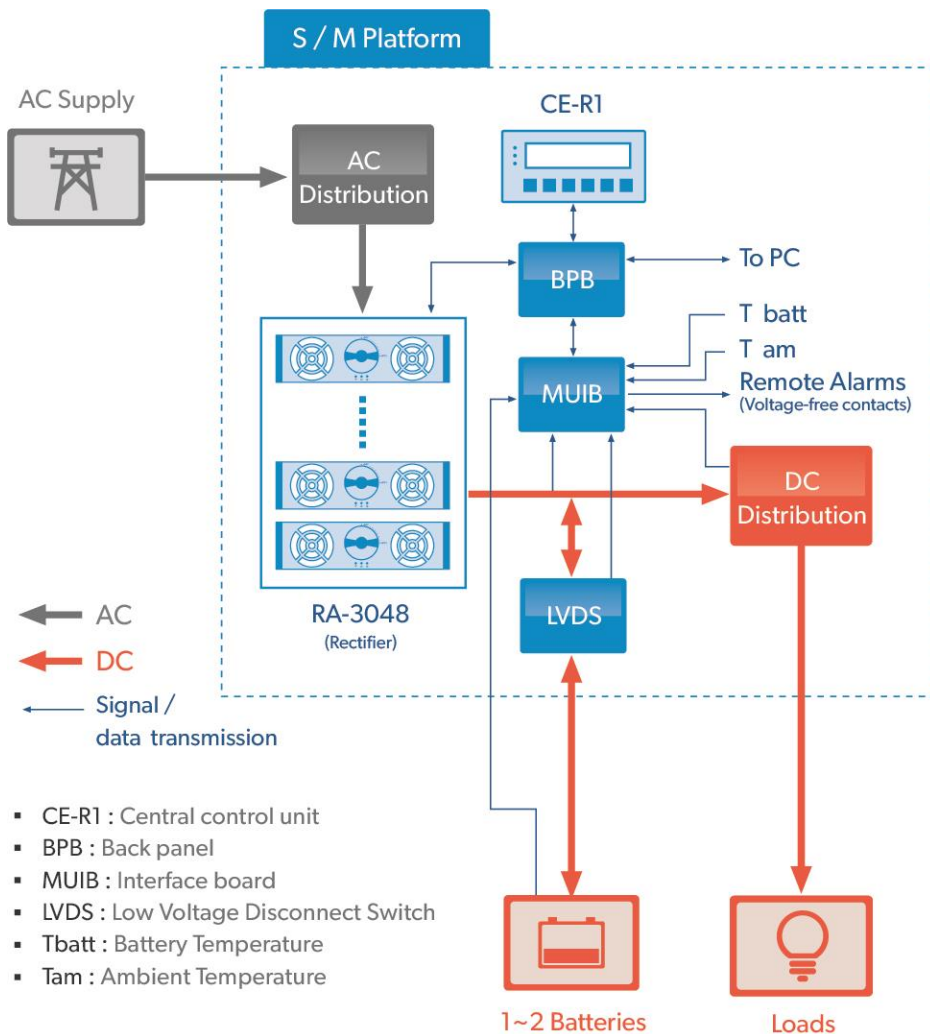 S / M Platform
AC Supply
CE-R1
AC
Distribution
BPB
To PC
T batt
T am
MUIB
Remote Alarms
(Voltage-free contacts)
DC
Distribution
LVDS
RA-3048
(Rectifier)
AC
DC
Signal /
data transmission
▪ CE-R1 : Central control unit
▪ BPB : Back panel
▪ MUIB : Interface board
▪ LVDS : Low Voltage Disconnect Switch
▪ Tbatt : Battery Temperature
▪ Tam : Ambient Temperature
1~2 Batteries
Loads